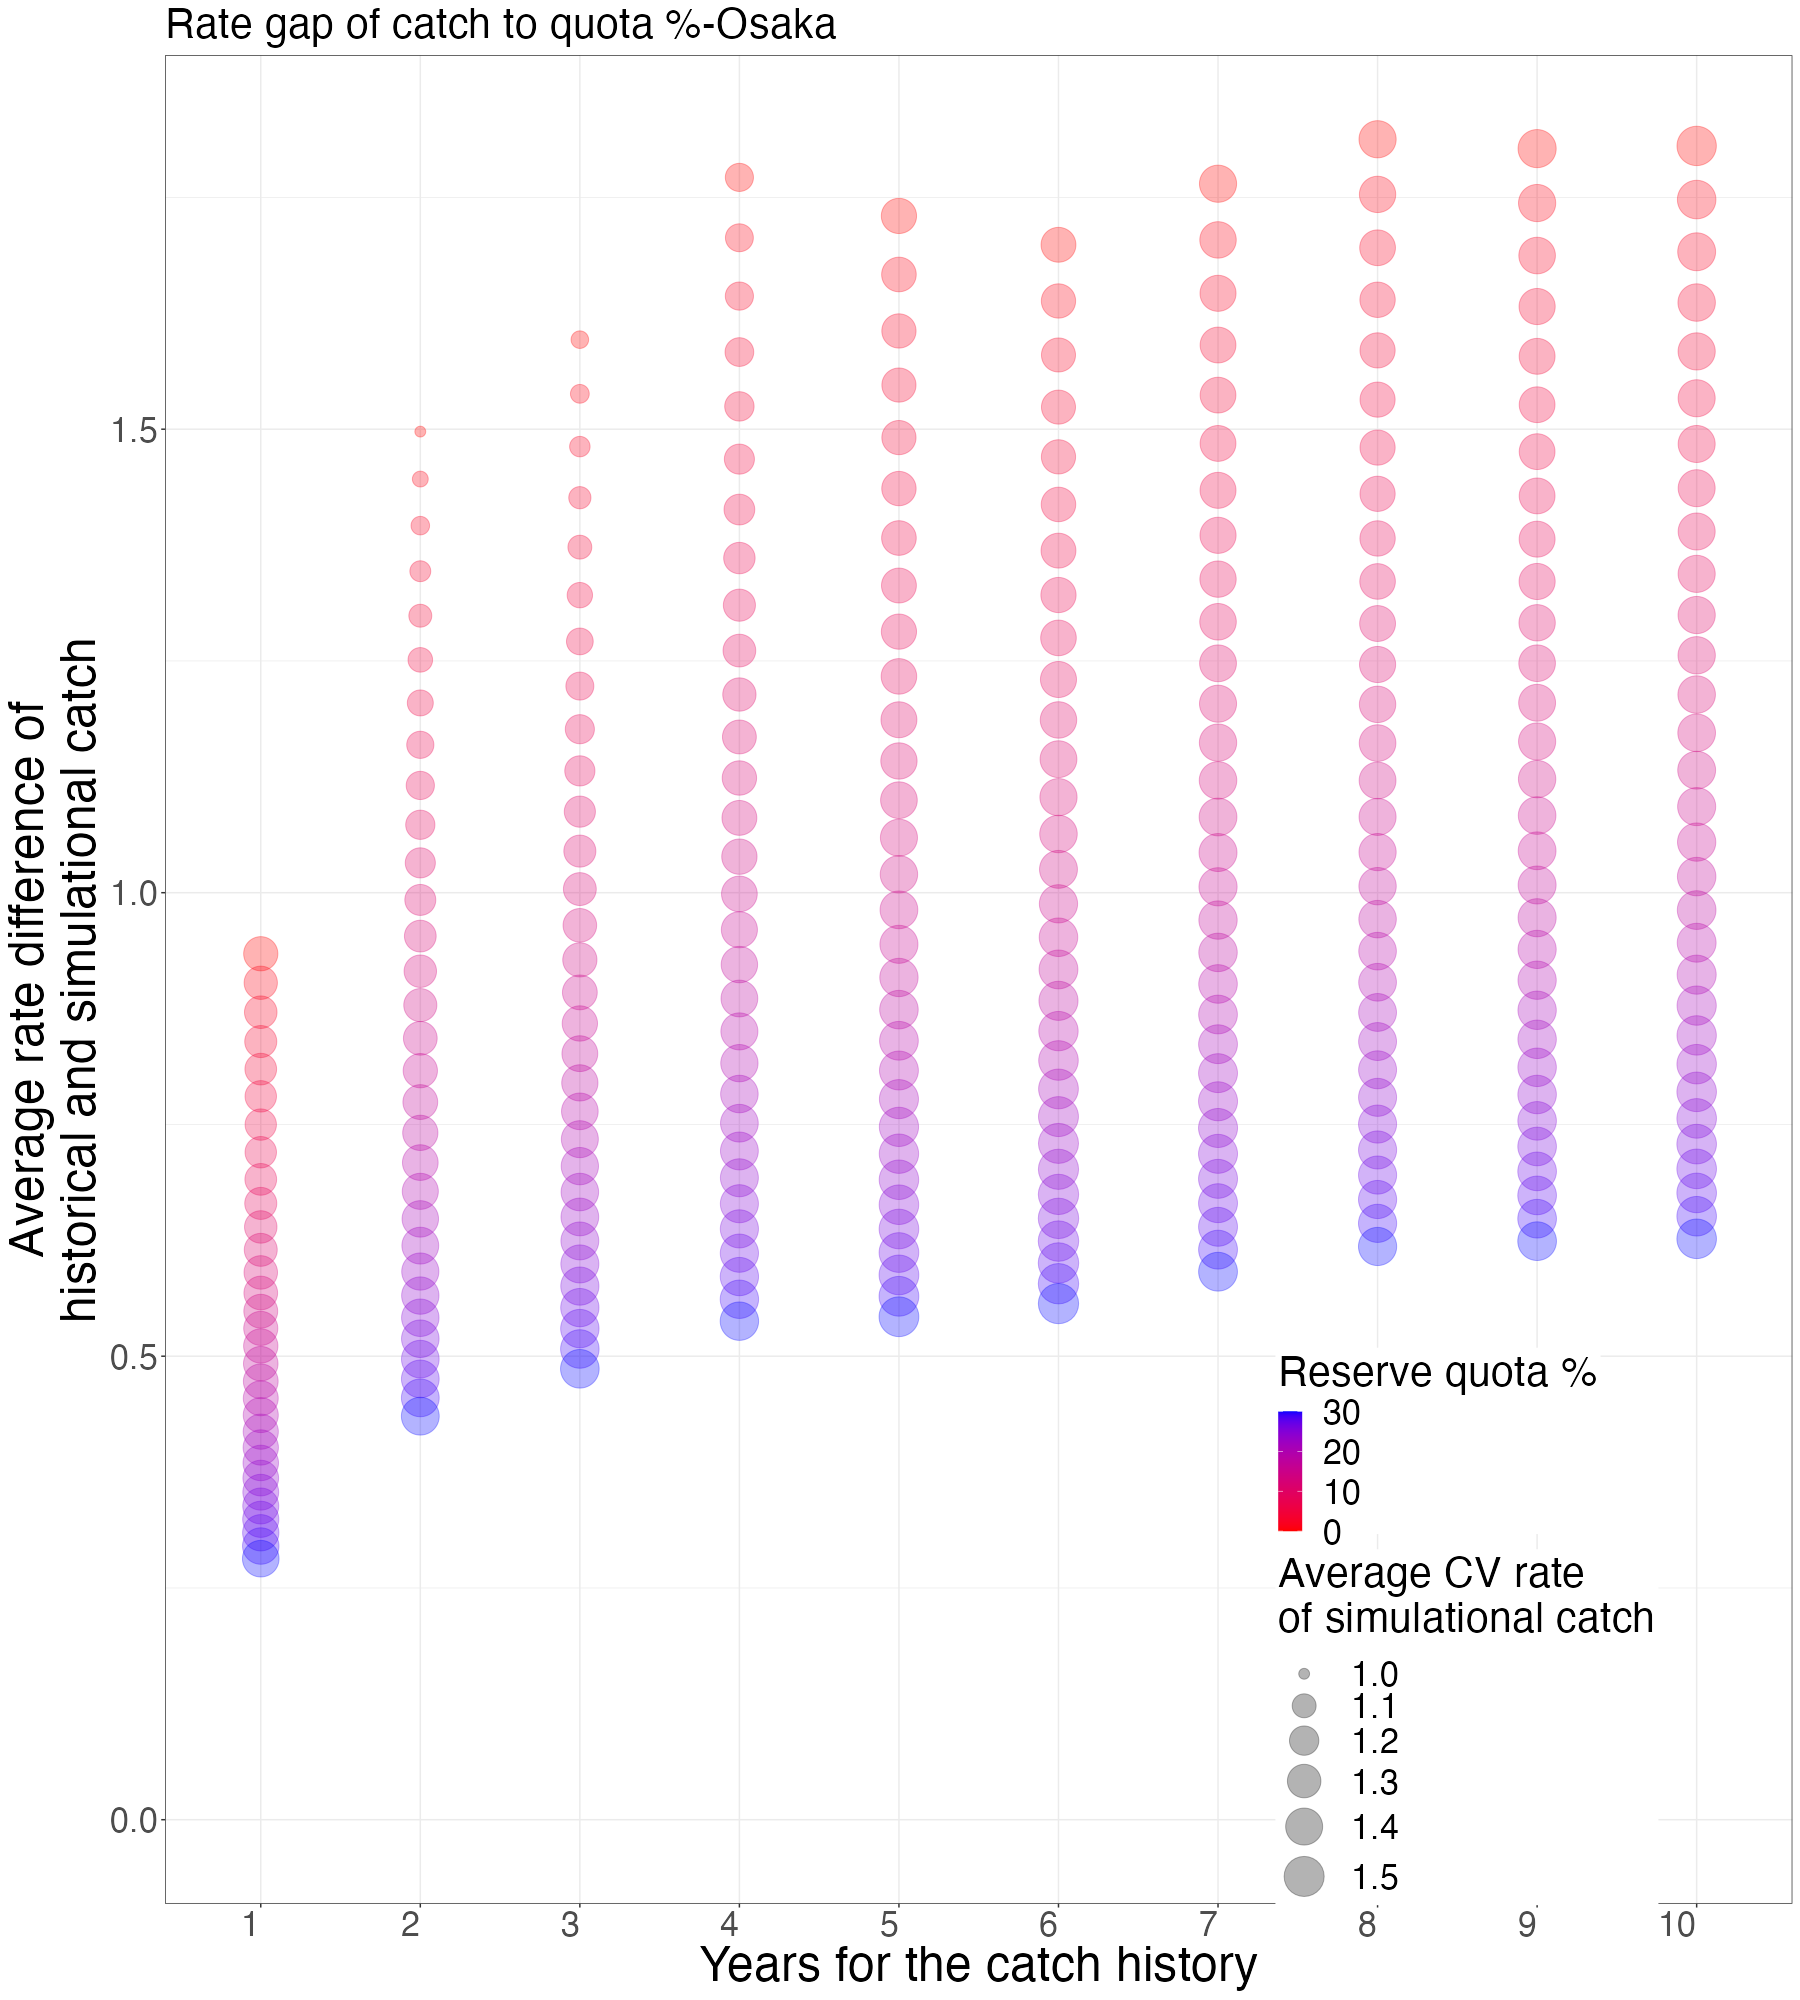 Rate gap of catch to quota %-Osaka
Average rate difference of
historical and simulational catch
1.5
1.0
0.5
0.0
Reserve quota %
30
20
10
0
Average CV rate
of simulational catch
1.0
1.1
1.2
1.3
1.4
1.5
1 2 3 4 5 6 7 8 9 10
Years for the catch history